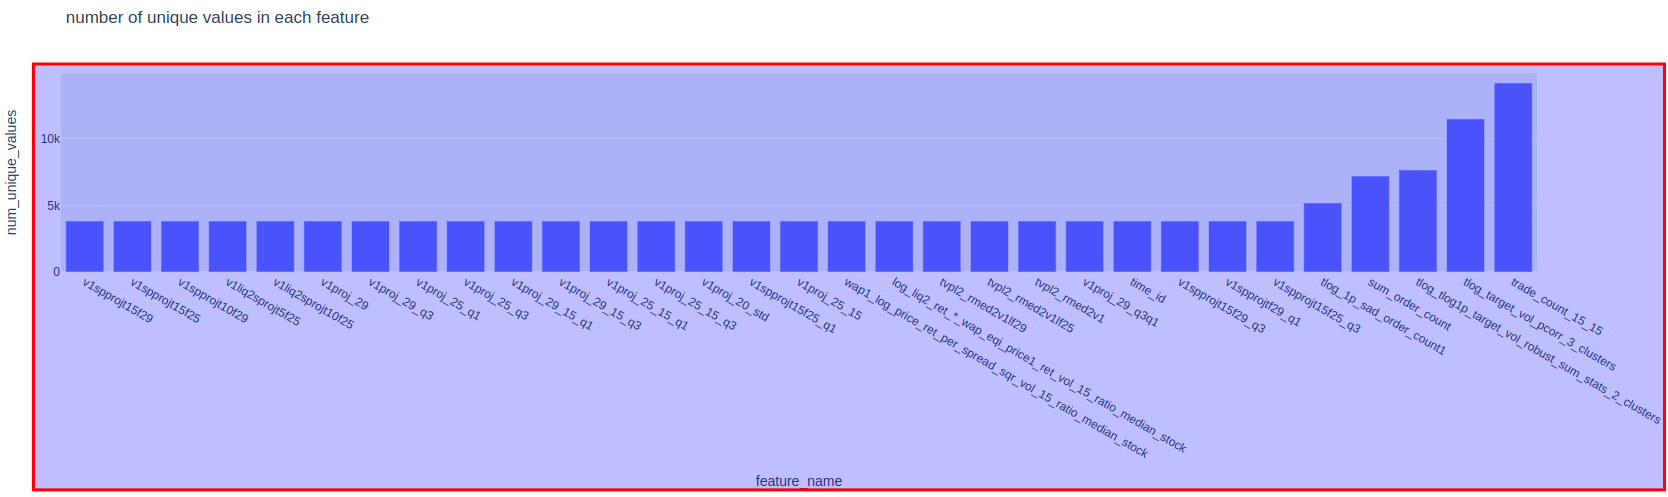 number of unique values in each feature
num_unique_values
10k
5k
0
v1spprojt15f29
v1spprojt15f25
v1spprojt10f29
v1liq2sprojt5f25
v1liq2sprojt10f25
v1proj_29
v1proj_29_q3
v1proj_25_q1
v1proj_25_q3
v1proj_29_15_q1
v1proj_29_15_q3
v1proj_25_15_q1
v1proj_25_15_q3
v1proj_20_std
v1spprojt15f25_q1
v1proj_25_15
wap1_log_price_ret_per_spread_sqr_vol_15_ratio_median_stock
log_liq2_ret_*_wap_eqi_price1_ret_vol_15_ratio_median_stock
tvpl2_rmed2v1lf29
tvpl2_rmed2v1lf25
tvpl2_rmed2v1
v1proj_29_q3q1
time_id
v1spprojt15f29_q3
v1spprojtf29_q1
v1spprojt15f25_q3
tlog_1p_sad_order_count1
sum_order_count
tlog_tlog1p_target_vol_robust_sum_stats_2_clusters
tlog_target_vol_pcorr_3_clusters
trade_count_15_15
feature_name